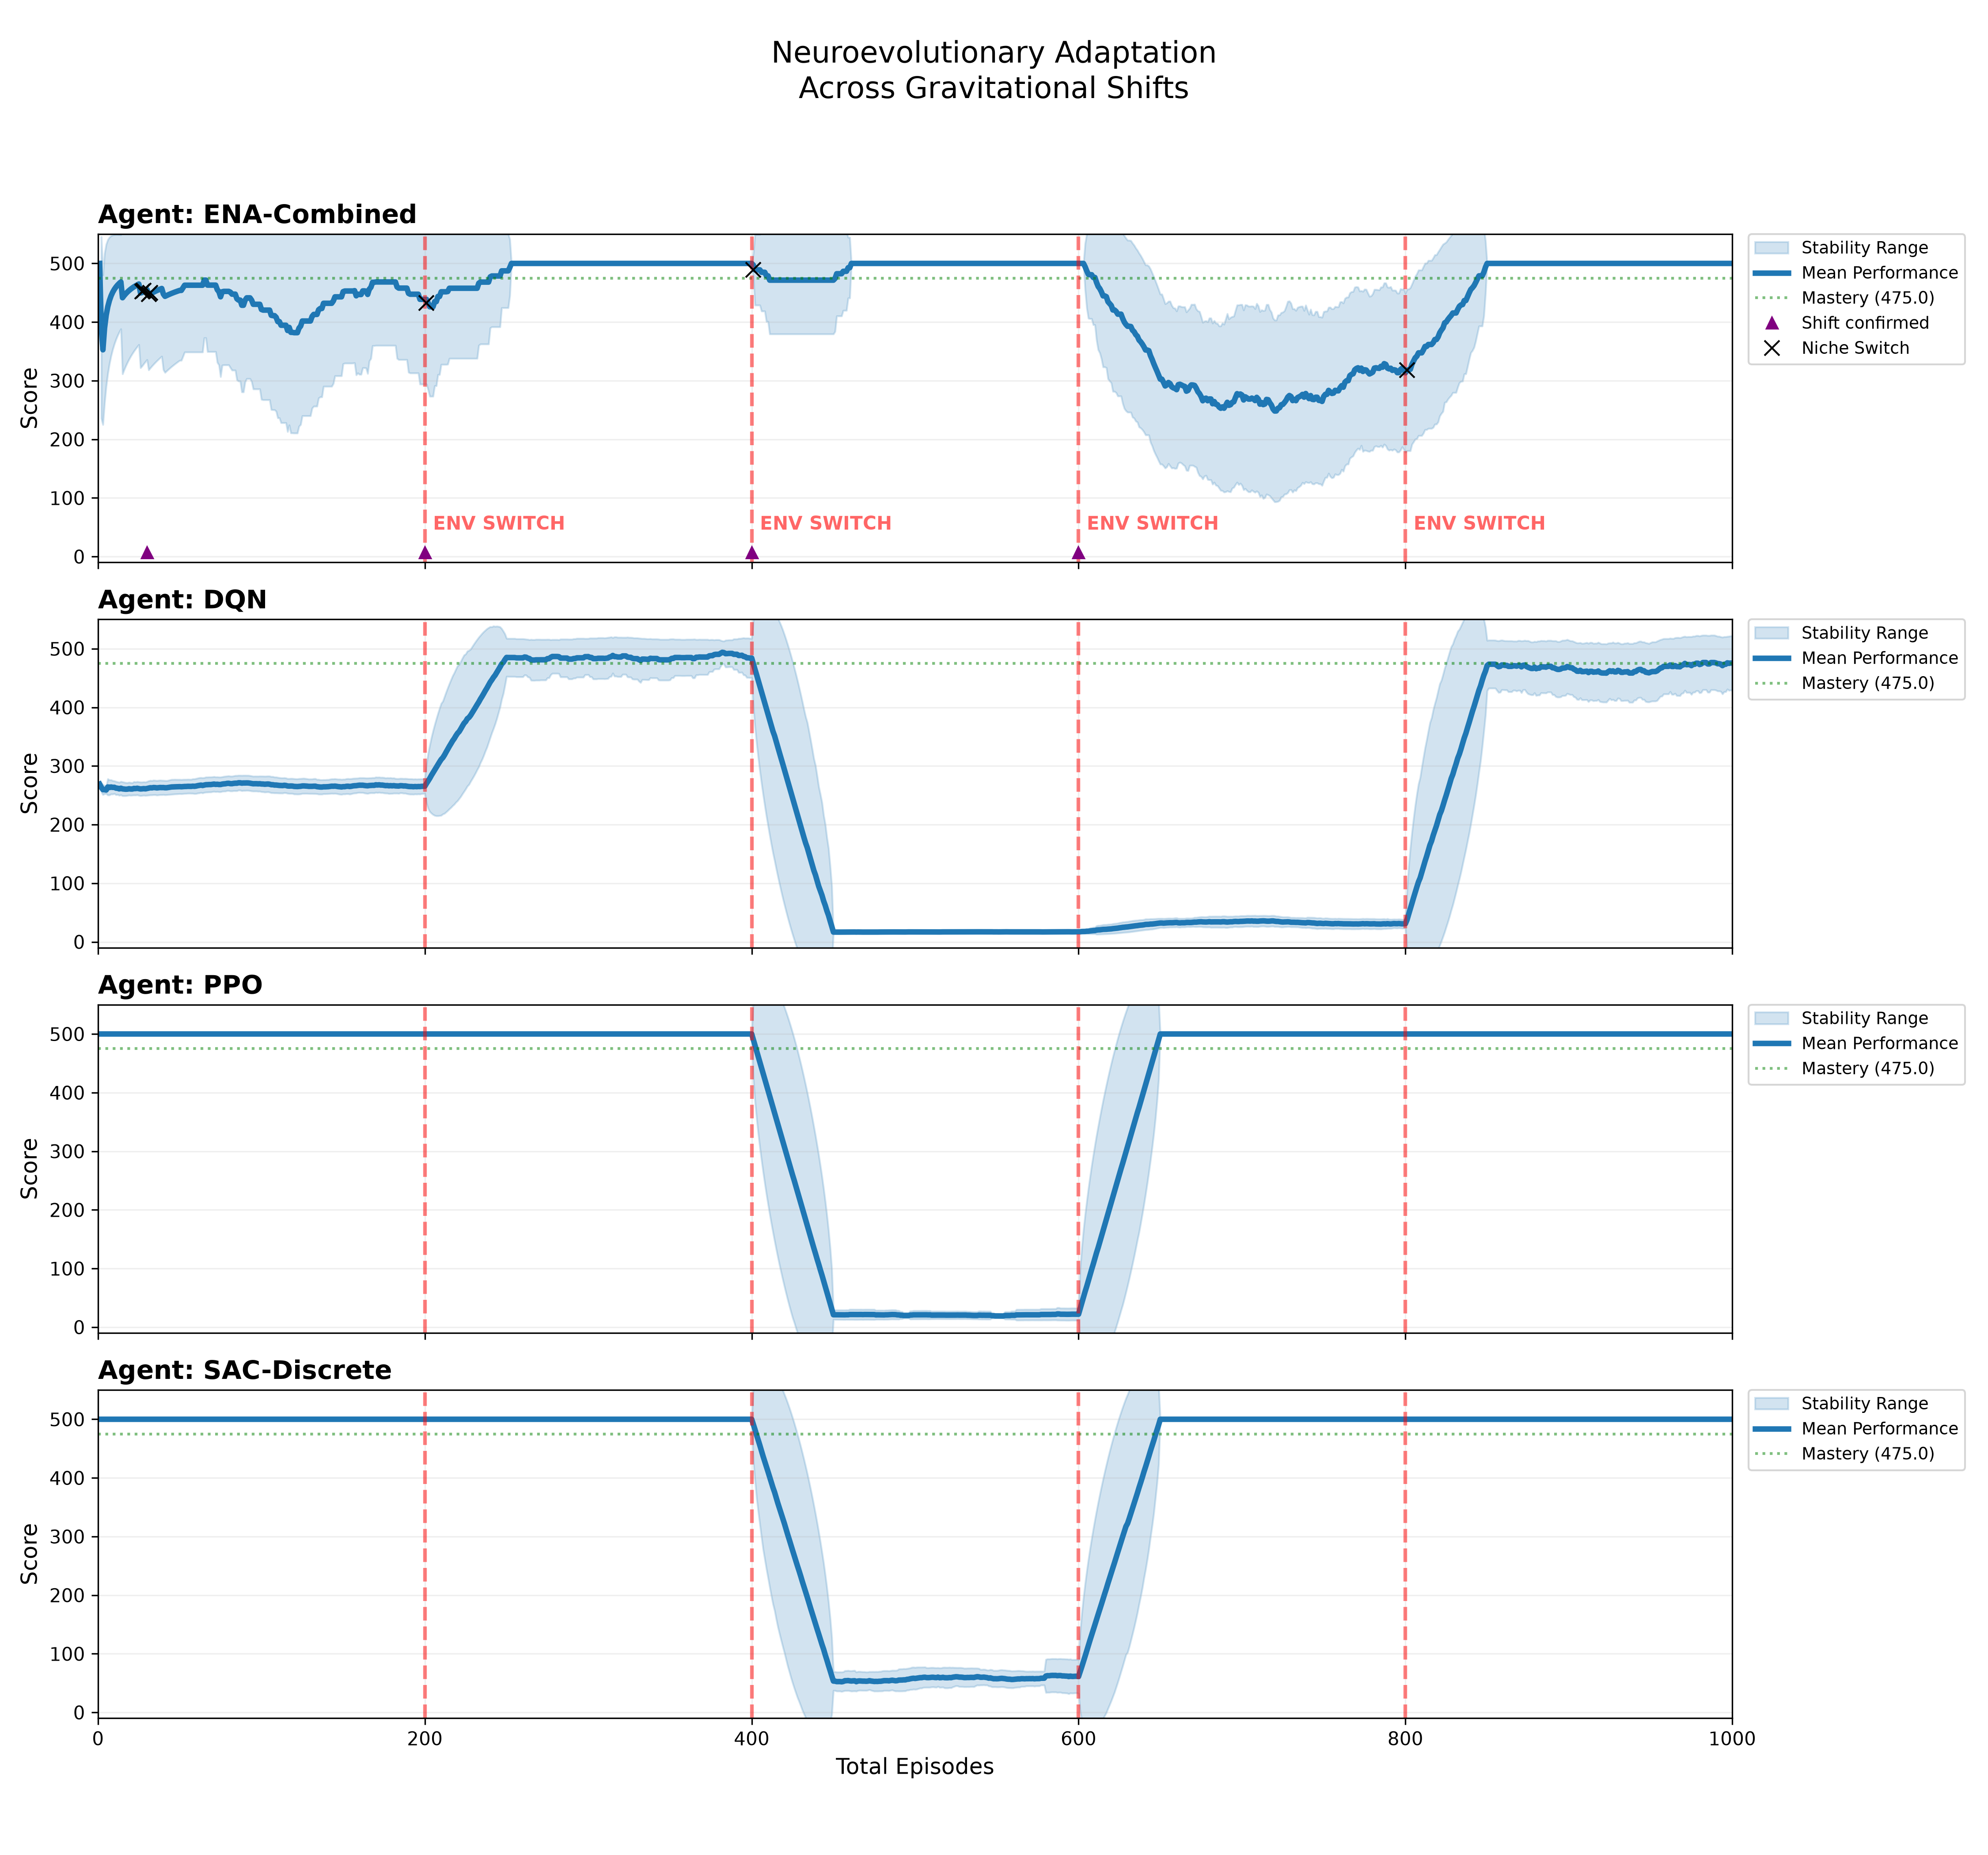 Neuroevolutionary Adaptation
Across Gravitational Shifts
Agent: ENA-Combined
Score
500
400
300
200
100
0
ENV SWITCH
ENV SWITCH
ENV SWITCH
ENV SWITCH
Stability Range
Mean Performance
Mastery (475.0)
Shift confirmed
Niche Switch
Agent: DQN
Score
500
400
300
200
100
0
Stability Range
Mean Performance
Mastery (475.0)
Agent: PPO
Score
500
400
300
200
100
0
Stability Range
Mean Performance
Mastery (475.0)
Agent: SAC-Discrete
Score
500
400
300
200
100
0
Stability Range
Mean Performance
Mastery (475.0)
0 200 400 600 800 1000
Total Episodes